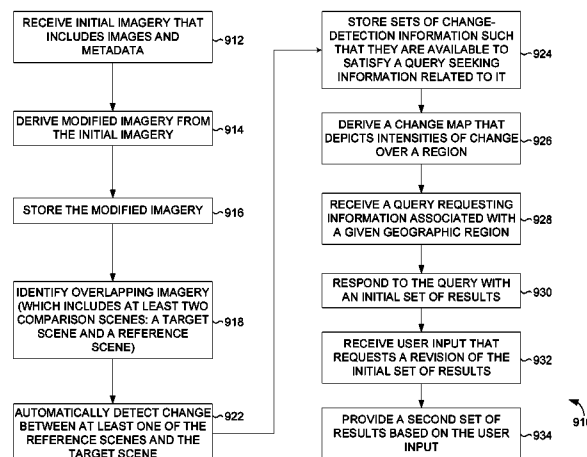 RECEIVE INITIAL IMAGERY THAT
INCLUDES IMAGES AND
METADATA
912
DERIVE MODIFIED IMAGERY FROM
THE INITIAL IMAGERY
914
STORE THE MODIFIED IMAGERY
916
IDENTIFY OVERLAPPING IMAGERY
(WHICH INCLUDES AT LEAST TWO
COMPARISON SCENES: A TARGET
SCENE AND A REFERENCE
SCENE)
918
AUTOMATICALLY DETECT CHANGE
BETWEEN AT LEAST ONE OF THE
REFERENCE SCENES AND THE
TARGET SCENE
922
STORE SETS OF CHANGE-
DETECTION INFORMATION SUCH
THAT THEY ARE AVAILABLE TO
SATISFY A QUERY SEEKING
INFORMATION RELATED TO IT
924
DERIVE A CHANGE MAP THAT
DEPICTS INTENSITIES OF CHANGE
OVER A REGION
926
RECEIVE A QUERY REQUESTING
INFORMATION ASSOCIATED WITH
A GIVEN GEOGRAPHIC REGION
928
RESPOND TO THE QUERY WITH
AN INITIAL SET OF RESULTS
930
RECEIVE USER INPUT THAT
REQUESTS A REVISION OF THE
INITIAL SET OF RESULTS
932
PROVIDE A SECOND SET OF
RESULTS BASED ON THE USER
INPUT
934